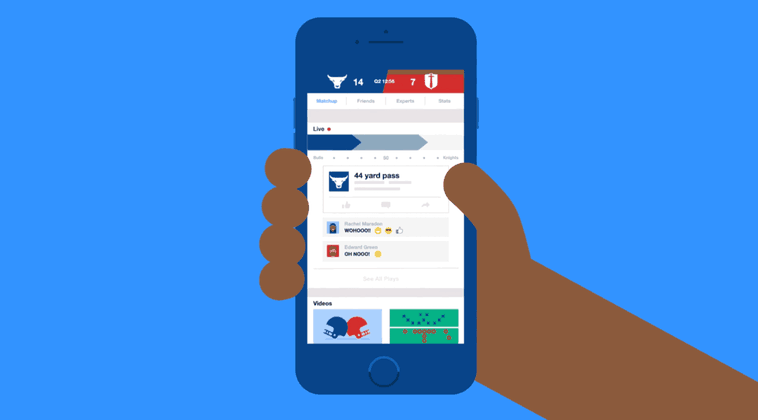 14 Q2 12:56 7
Matchup Friends Experts Stats
Live
Bulls 50 Knights
44 yard pass
Rachel Marsden
WOHOOO!!
Edward Green
OH NOOO!
See All Plays
Videos